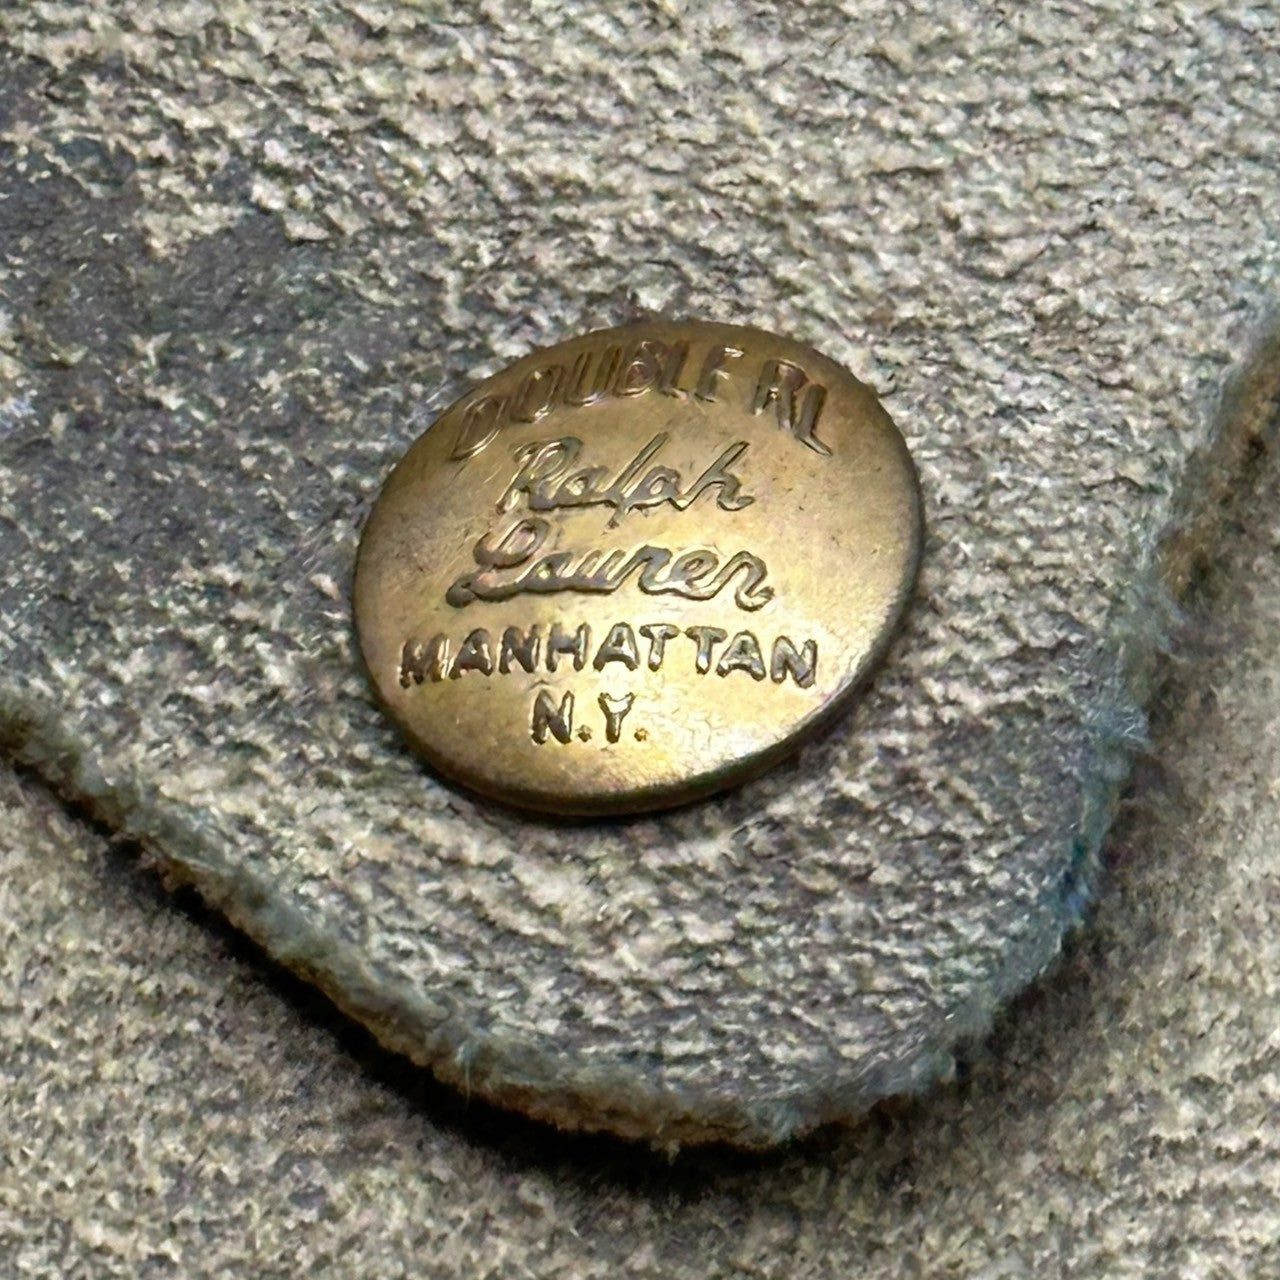 DOUBLE RL
Ralph
Lauren
MANHATTAN
N.Y.